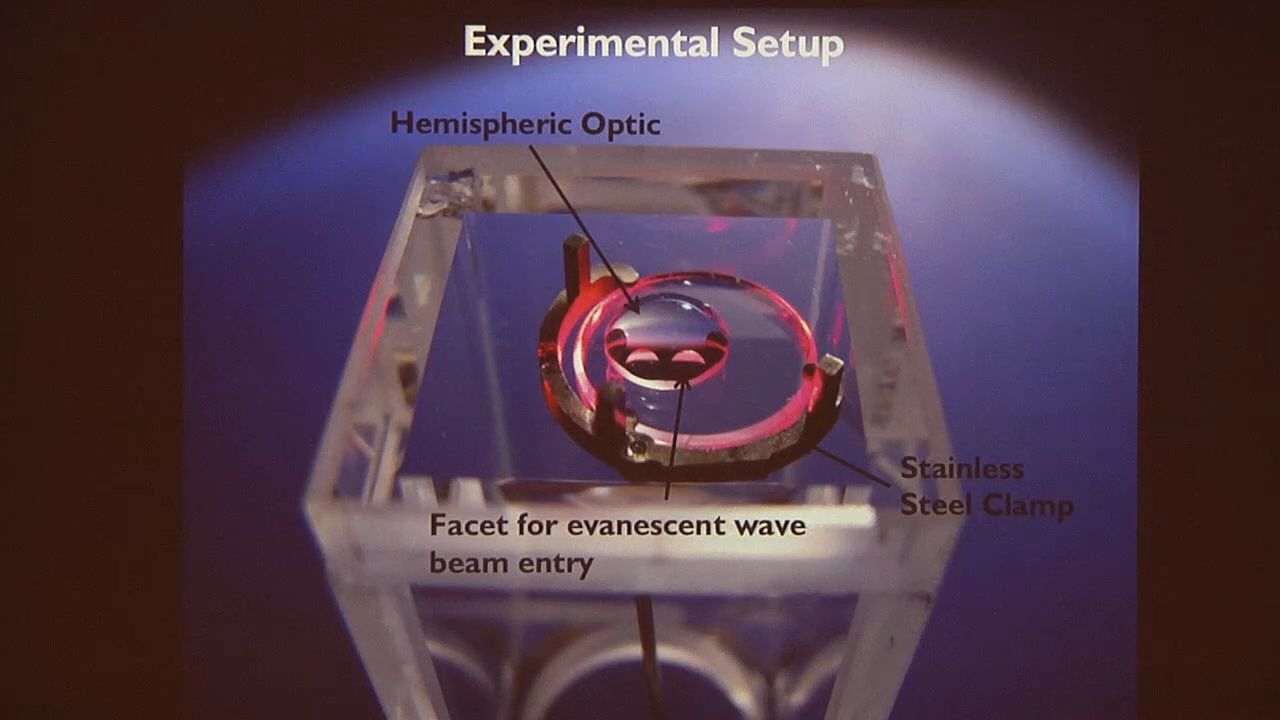 Experimental Setup
Hemispheric Optic
Stainless
Steel Clamp
Facet for evanescent wave
beam entry